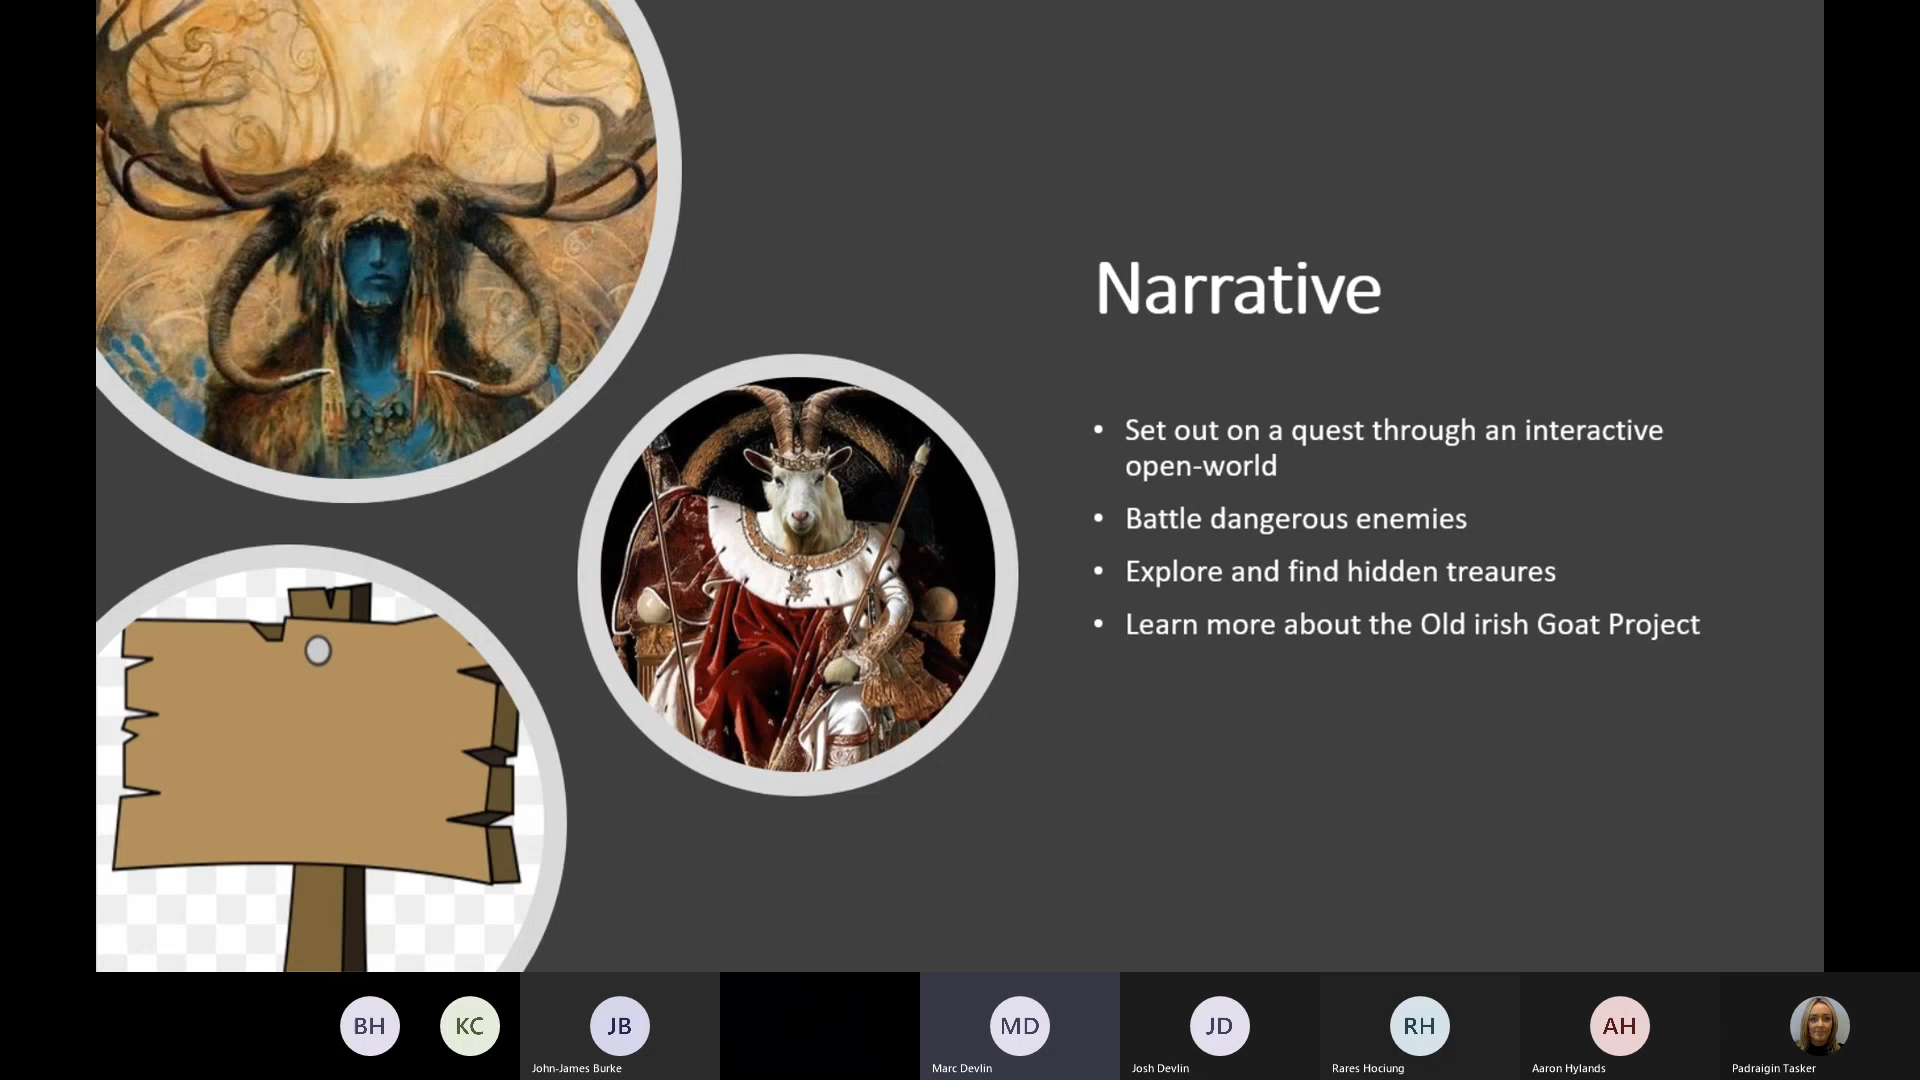 Narrative
• Set out on a quest through an interactive
open-world
• Battle dangerous enemies
• Explore and find hidden treaures
• Learn more about the Old irish Goat Project
BH
KC
JB
MD
JD
RH
AH
John-James Burke
Marc Devlin
Josh Devlin
Rares Hociung
Aaron Hylands
Padraigin Tasker